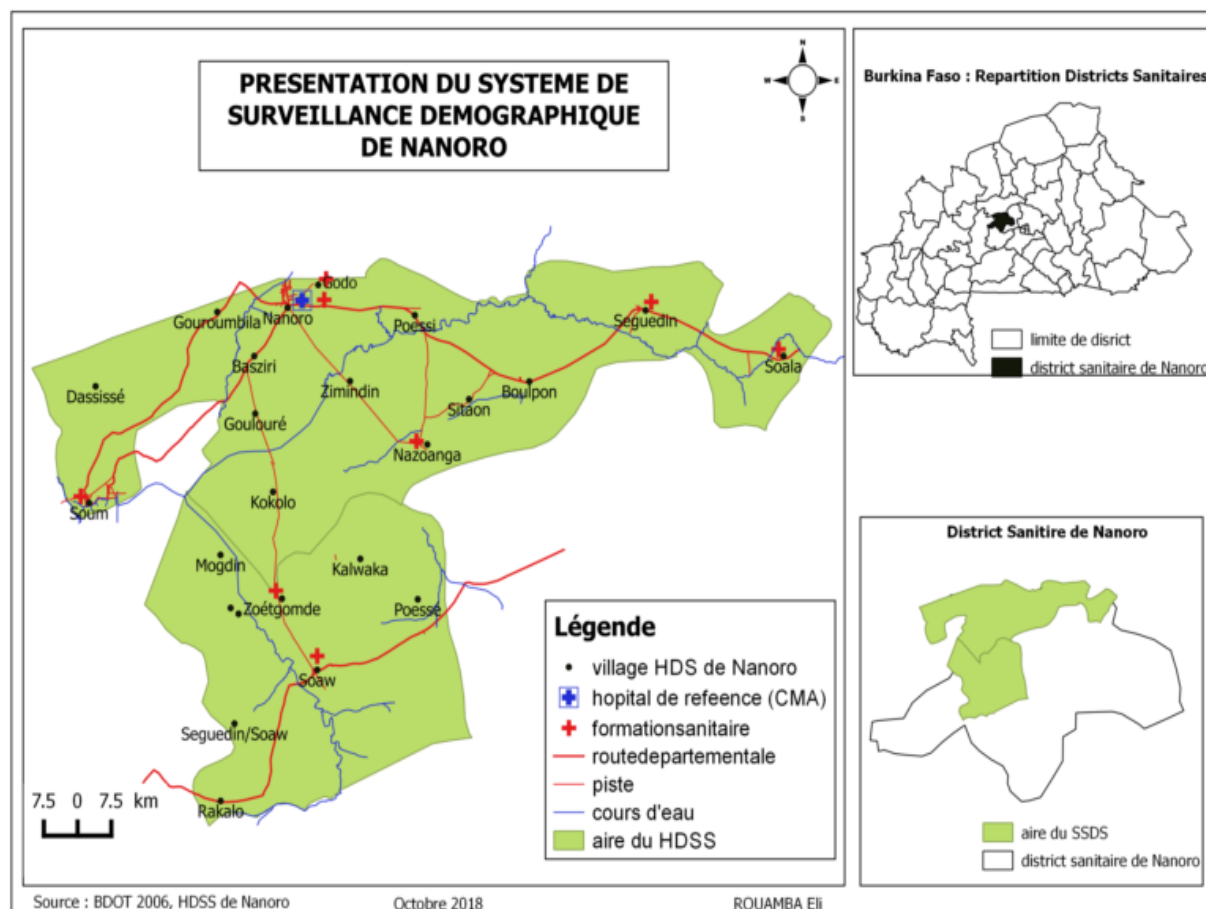 PRESENTATION DU SYSTEME DE
SURVEILLANCE DEMOGRAPHIQUE
DE NANORO
N
W
E
S
Godo
Nanoro
Gouroumbila
Poessi
Seguedin
Soala
Basziri
Dassissé
Zimindin
Boulpon
Sitaon
Goulouré
Nazoanga
Kokolo
Soum
Mogdin
Kalwaka
Zoétgomde
Poessé
Soaw
Seguedin/Soaw
Rakalo
7.5 0 7.5 km
Légende
village HDS de Nanoro
hopital de refeence (CMA)
formationsanitaire
routedepartementale
piste
cours d'eau
aire du HDSS
Source : BDOT 2006, HDSS de Nanoro
Octobre 2018
ROUAMBA Eli
Burkina Faso : Repartition Districts Sanitaires
limite de disrict
district sanitaire de Nanoro
District Sanitire de Nanoro
aire du SSDS
district sanitaire de Nanoro